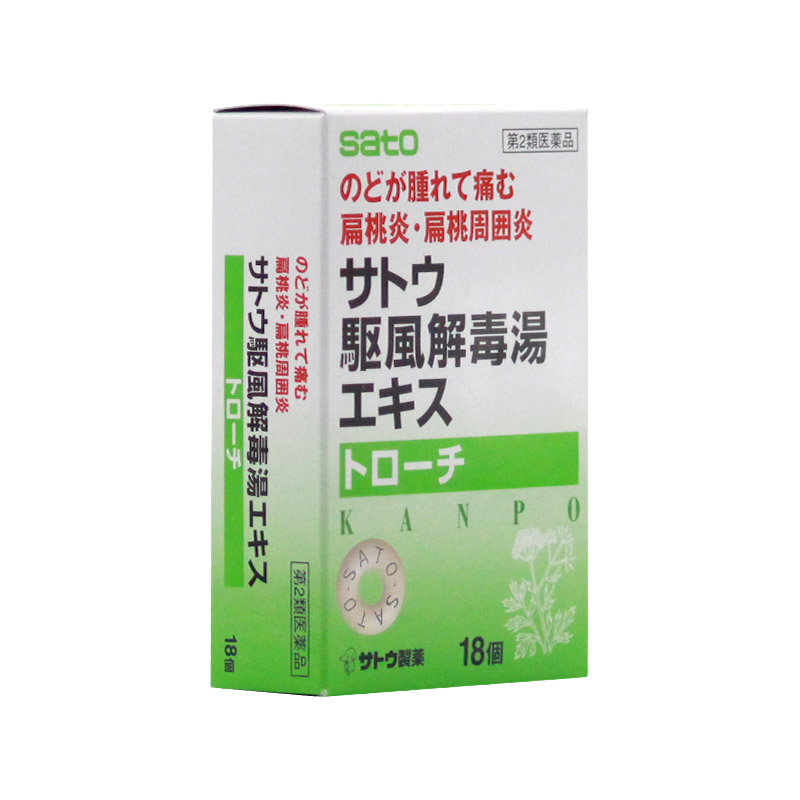 sato
第2類医薬品
のどが腫れて痛む
扁桃炎・扁桃周囲炎
サトウ
駆風解毒湯
エキス
トローチ
KANPO
SATO・SATO・
サトウ製薬
18個
のどが腫れて痛む
扁桃炎・扁桃周囲炎
サトウ駆風解毒湯エキス
トローチ
第2類医薬品
18個